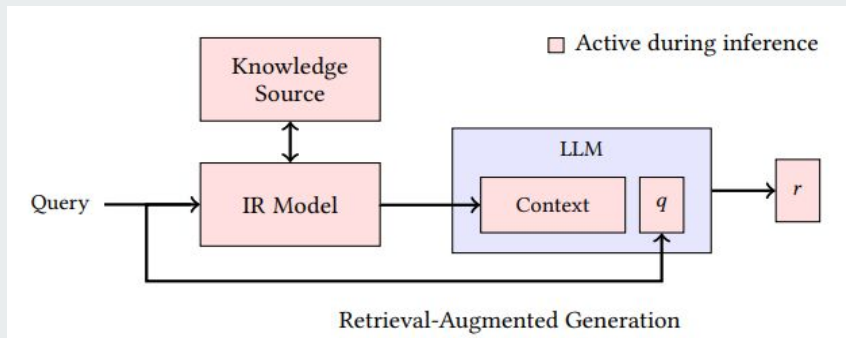 Active during inference
Knowledge
Source
LLM
Query
IR Model
Context
q
r
Retrieval-Augmented Generation